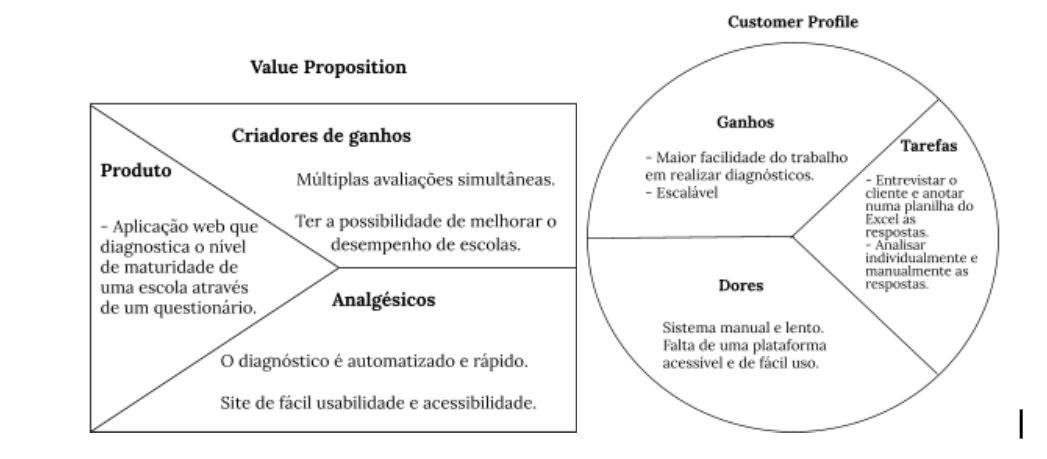 Value Proposition
Criadores de ganhos
Múltiplas avaliações simultâneas.
Ter a possibilidade de melhorar o
desempenho de escolas.
Produto
- Aplicação web que
diagnostica o nível
de maturidade de
uma escola através
de um questionário.
Analgésicos
O diagnóstico é automatizado e rápido.
Site de fácil usabilidade e acessibilidade.
Customer Profile
Ganhos
- Maior facilidade do trabalho
em realizar diagnósticos.
- Escalável
Tarefas
- Entrevistar o
cliente e anotar
numa planilha do
Excel as
respostas.
- Analisar
individualmente e
manualmente as
respostas.
Dores
Sistema manual e lento.
Falta de uma plataforma
acessível e de fácil uso.